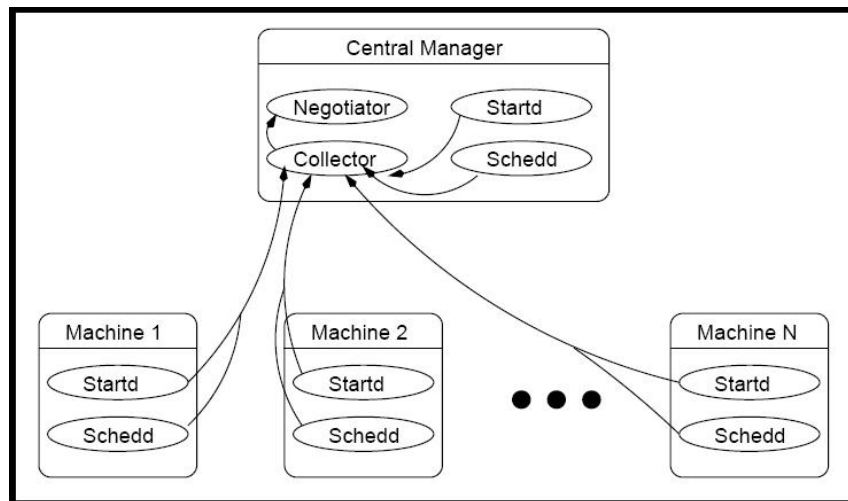 Central Manager
Negotiator
Startd
Collector
Schedd
Machine 1
Startd
Schedd
Machine 2
Startd
Schedd
Machine N
Startd
Schedd